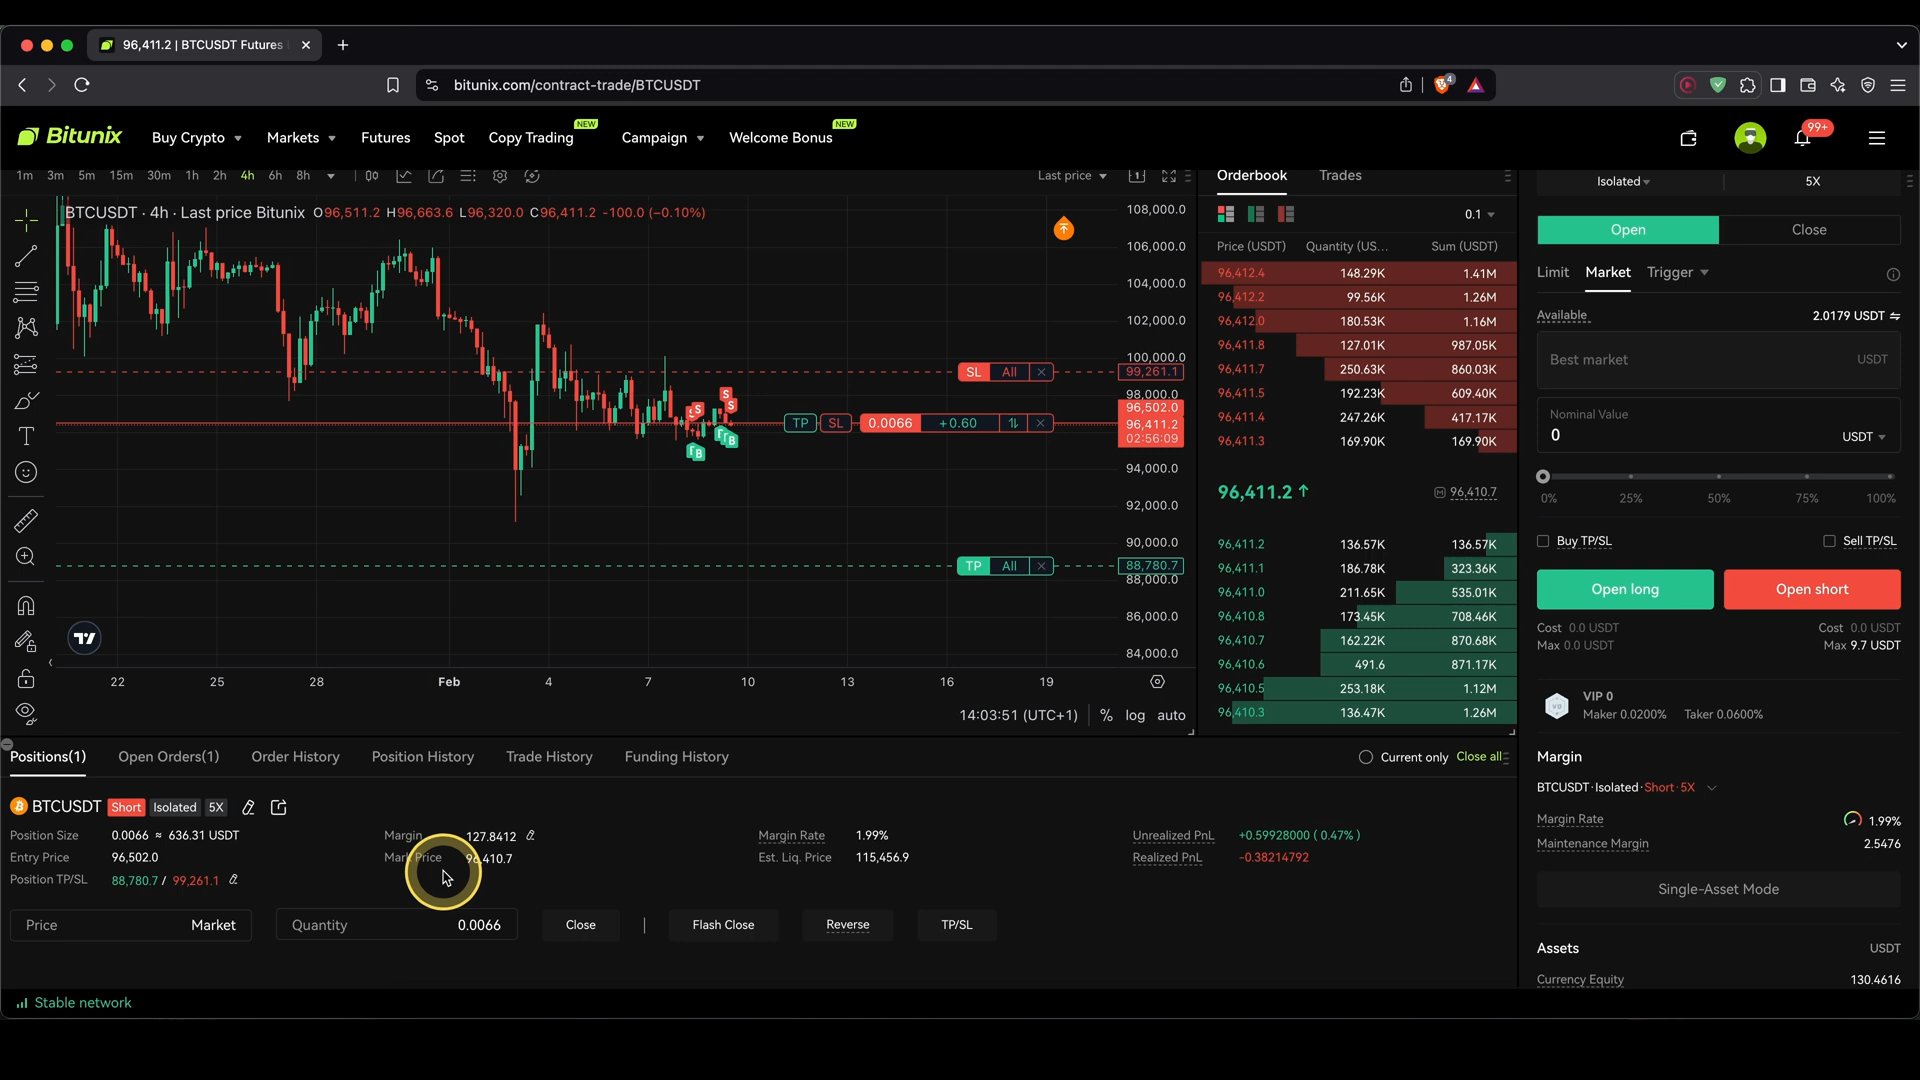 96,411.2 | BTCUSDT Futures
bitunix.com/contract-trade/BTCUSDT
4
Bitunix
Buy Crypto
Markets
Futures
Spot
Copy Trading
NEW
Campaign
Welcome Bonus
NEW
99+
1m 3m 5m 15m 30m 1h 2h 4h 6h 8h
Last price
BTCUSDT · 4h · Last price Bitunix O96,511.2 H96,663.6 L96,320.0 C96,411.2 -100.0 (−0.10%)
108,000.0
106,000.0
104,000.0
102,000.0
100,000.0
SL All 99,261.1
98,000.0
96,502.0
TP SL 0.0066 +0.60 96,411.2
02:56:09
94,000.0
92,000.0
90,000.0
TP All 88,780.7
88,000.0
86,000.0
84,000.0
S S S
B B
22 25 28 Feb 4 7 10 13 16 19
14:03:51 (UTC+1) % log auto
Orderbook Trades
0.1
Price (USDT) Quantity (US... Sum (USDT)
96,412.4 148.29K 1.41M
96,412.2 99.56K 1.26M
96,412.0 180.53K 1.16M
96,411.8 127.01K 987.05K
96,411.7 250.63K 860.03K
96,411.5 192.23K 609.40K
96,411.4 247.26K 417.17K
96,411.3 169.90K 169.90K
96,411.2 M 96,410.7
96,411.2 136.57K 136.57K
96,411.1 186.78K 323.36K
96,411.0 211.65K 535.01K
96,410.8 173.45K 708.46K
96,410.7 162.22K 870.68K
96,410.6 491.6 871.17K
96,410.5 253.18K 1.12M
96,410.3 136.47K 1.26M
Isolated 5X
Open Close
Limit Market Trigger
Available 2.0179 USDT
Best market USDT
Nominal Value
0 USDT
0% 25% 50% 75% 100%
Buy TP/SL Sell TP/SL
Open long Open short
Cost 0.0 USDT Cost 0.0 USDT
Max 0.0 USDT Max 9.7 USDT
VIP 0
Maker 0.0200% Taker 0.0600%
Margin
BTCUSDT · Isolated · Short · 5X
Margin Rate 1.99%
Maintenance Margin 2.5476
Single-Asset Mode
Assets USDT
Currency Equity 130.4616
Positions(1) Open Orders(1) Order History Position History Trade History Funding History
Current only Close all
BTCUSDT Short Isolated 5X
Position Size 0.0066 ≈ 636.31 USDT Margin 127.8412 Margin Rate 1.99% Unrealized PnL +0.59928000 ( 0.47% )
Entry Price 96,502.0 Mark Price 96,410.7 Est. Liq. Price 115,456.9 Realized PnL -0.38214792
Position TP/SL 88,780.7 / 99,261.1
Price Market Quantity 0.0066 Close Flash Close Reverse TP/SL
Stable network